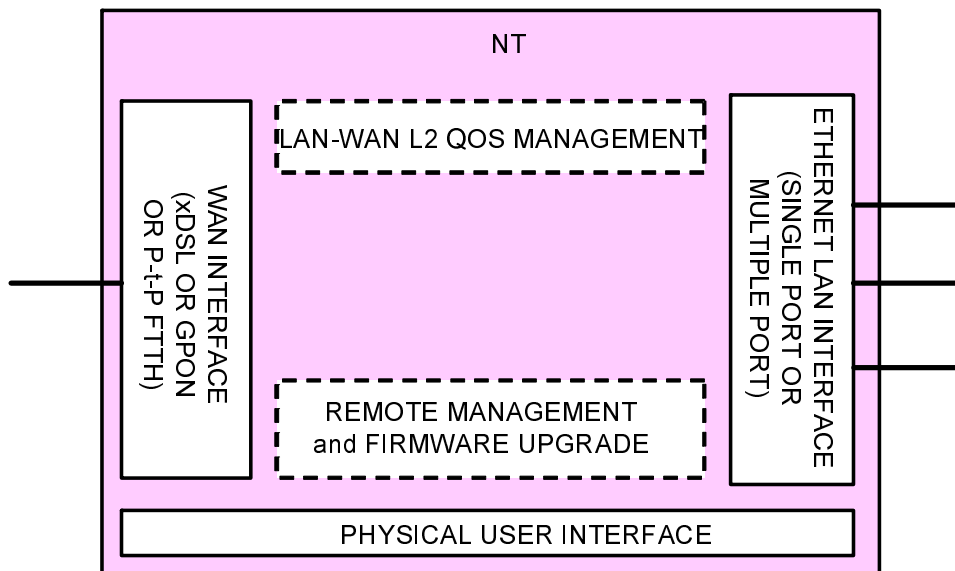 NT
LAN-WAN L2 QOS MANAGEMENT
WAN INTERFACE
(xDSL OR GPON
OR P-t-P FTTH)
ETHERNET LAN INTERFACE
(SINGLE PORT OR
MULTIPLE PORT)
REMOTE MANAGEMENT
and FIRMWARE UPGRADE
PHYSICAL USER INTERFACE